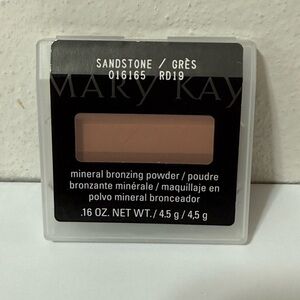 SANDSTONE / GRÈS
016165 RD19
MARY KAY
mineral bronzing powder / poudre
bronzante minérale / maquillaje en
polvo mineral bronceador
.16 OZ. NET WT./ 4.5 g / 4,5 g